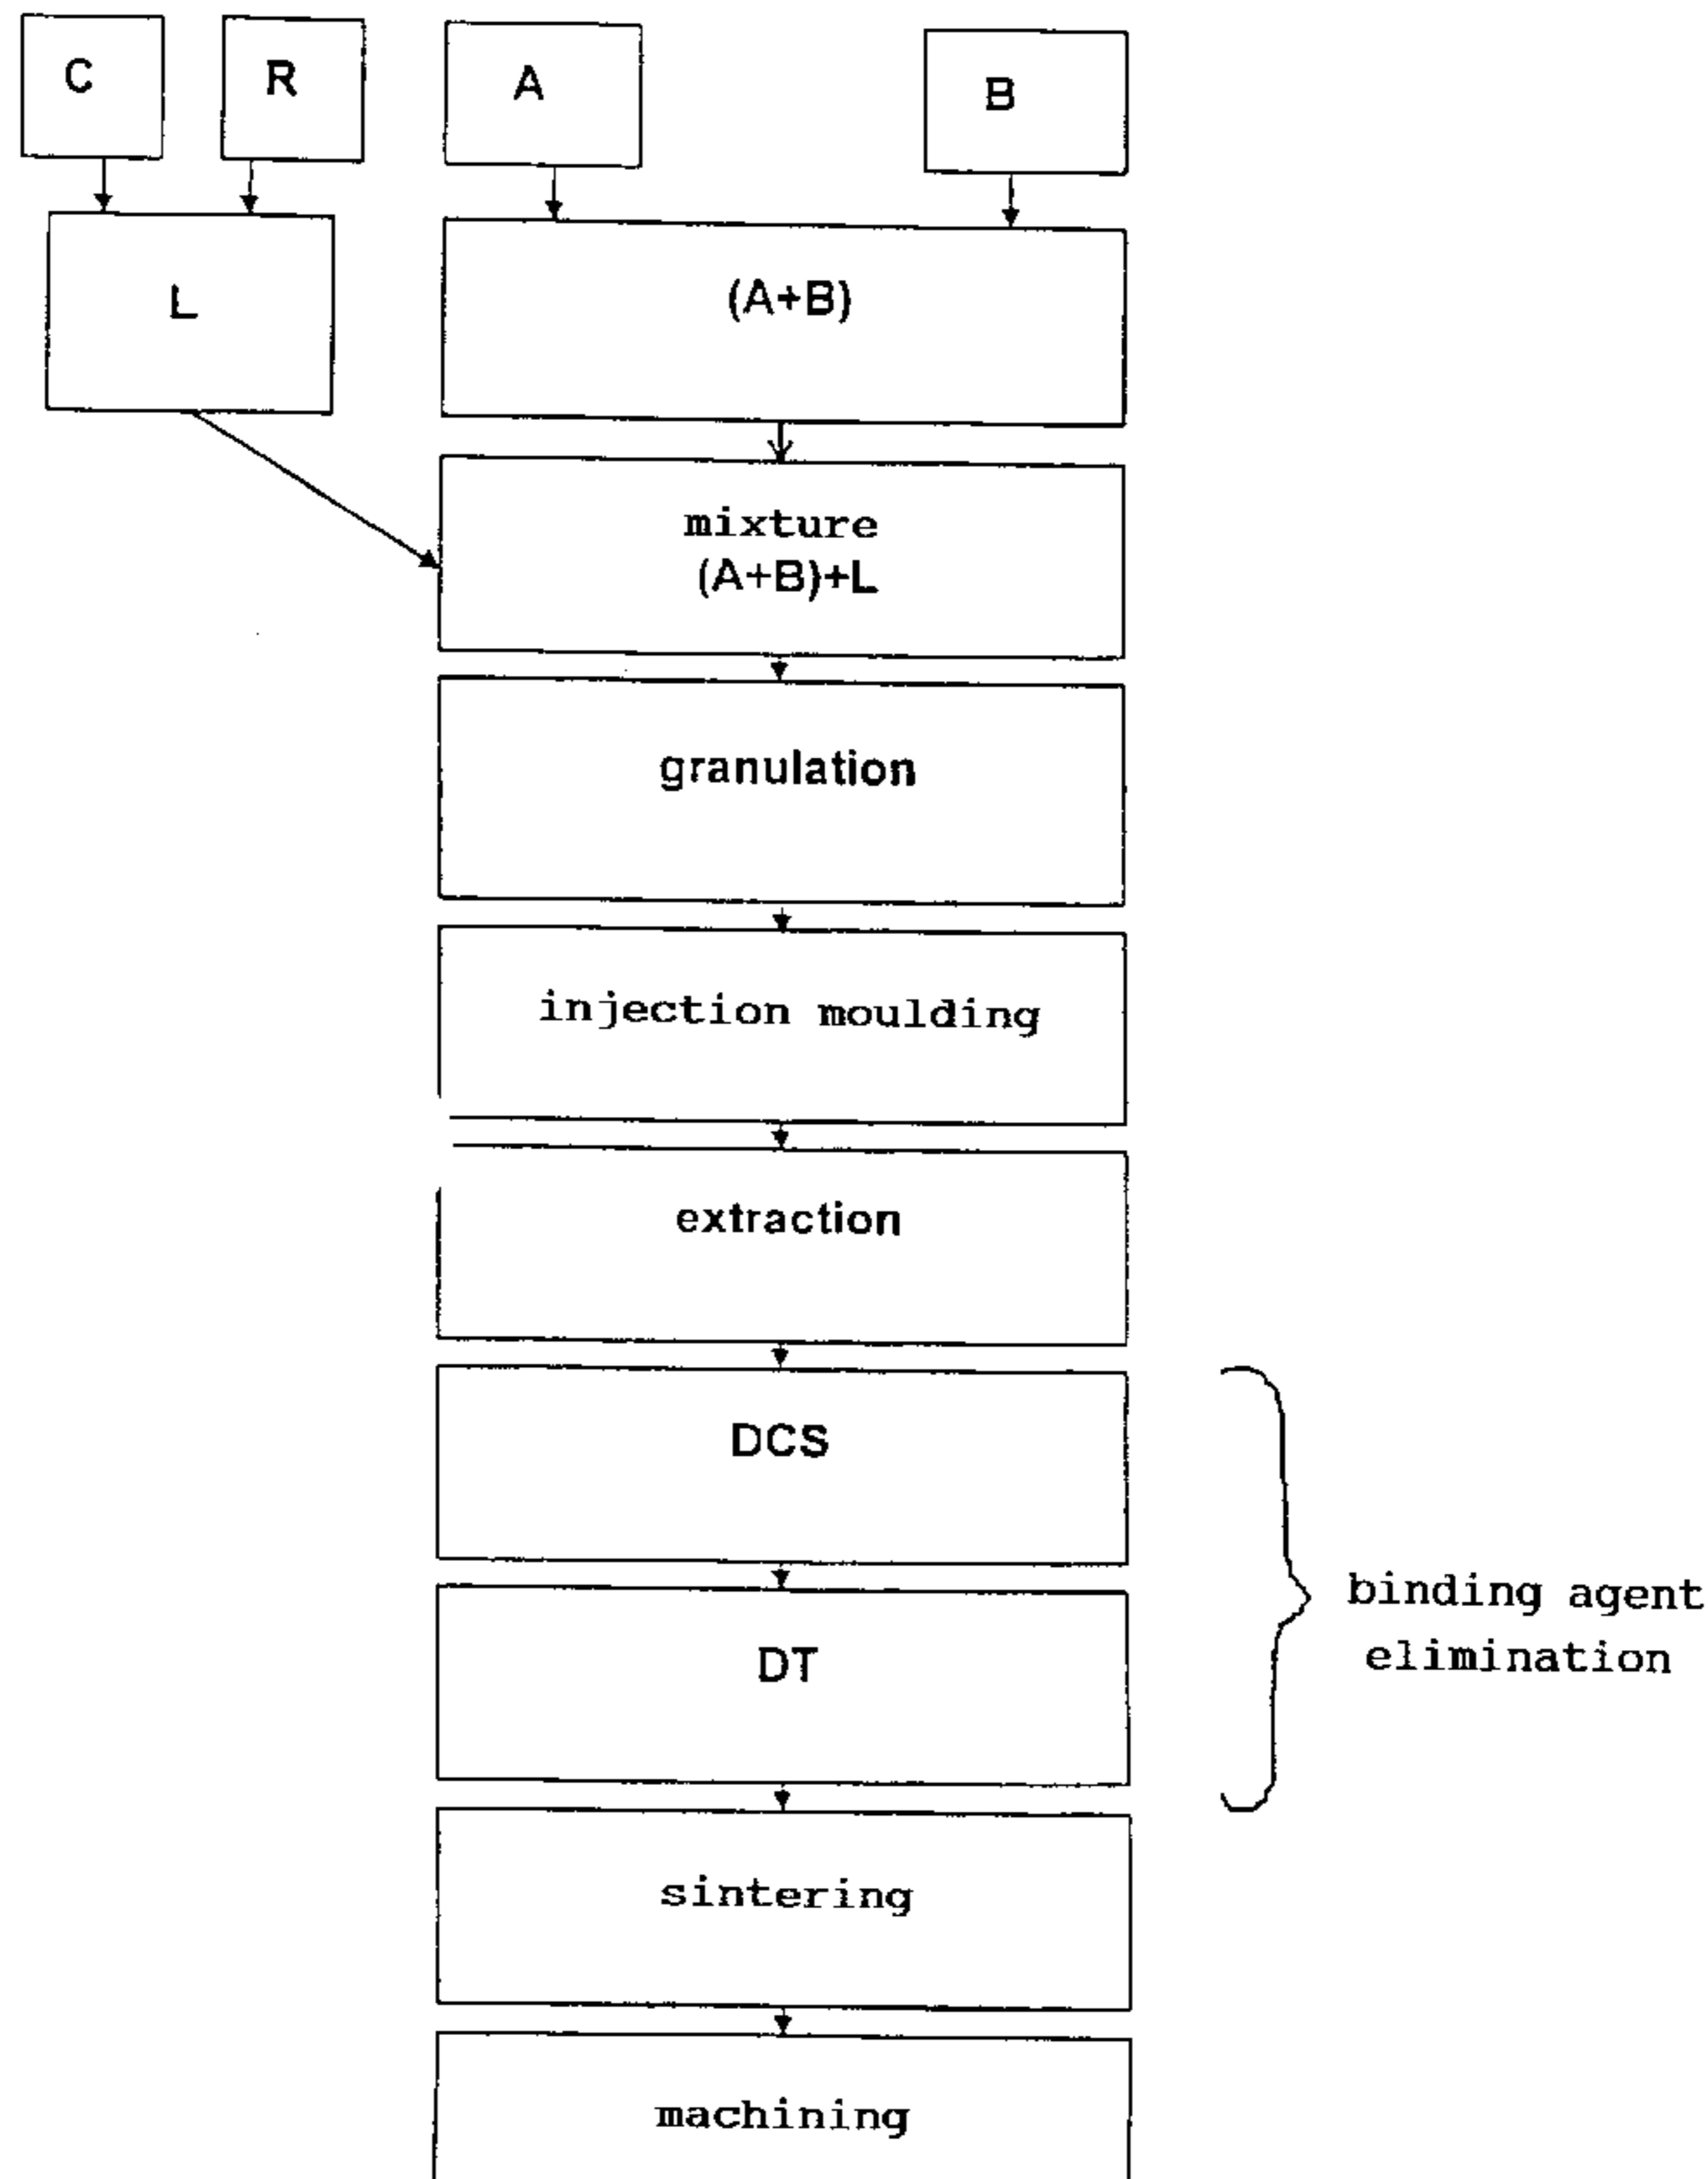 C
R
A
B
L
(A+B)
mixture
(A+B)+L
granulation
injection moulding
extraction
DCS
DT
binding agent
elimination
sintering
machining